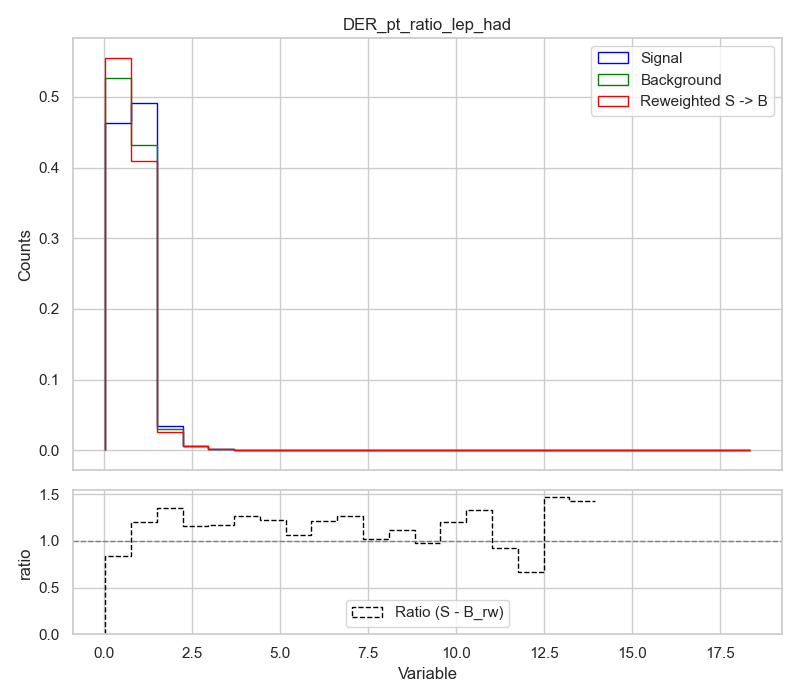 DER_pt_ratio_lep_had
Signal
Background
Reweighted S -> B
Counts
0.5
0.4
0.3
0.2
0.1
0.0
ratio
1.5
1.0
0.5
0.0
Ratio (S - B_rw)
0.0 2.5 5.0 7.5 10.0 12.5 15.0 17.5
Variable